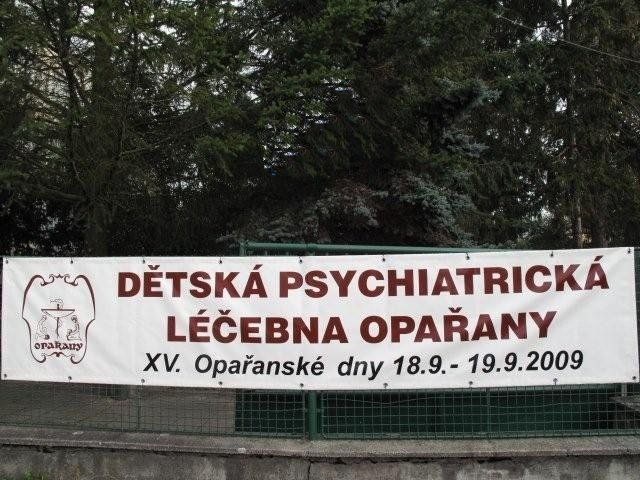 DĚTSKÁ PSYCHIATRICKÁ
LÉČEBNA OPAŘANY
XV. Opařanské dny 18.9.- 19.9.2009
opařany